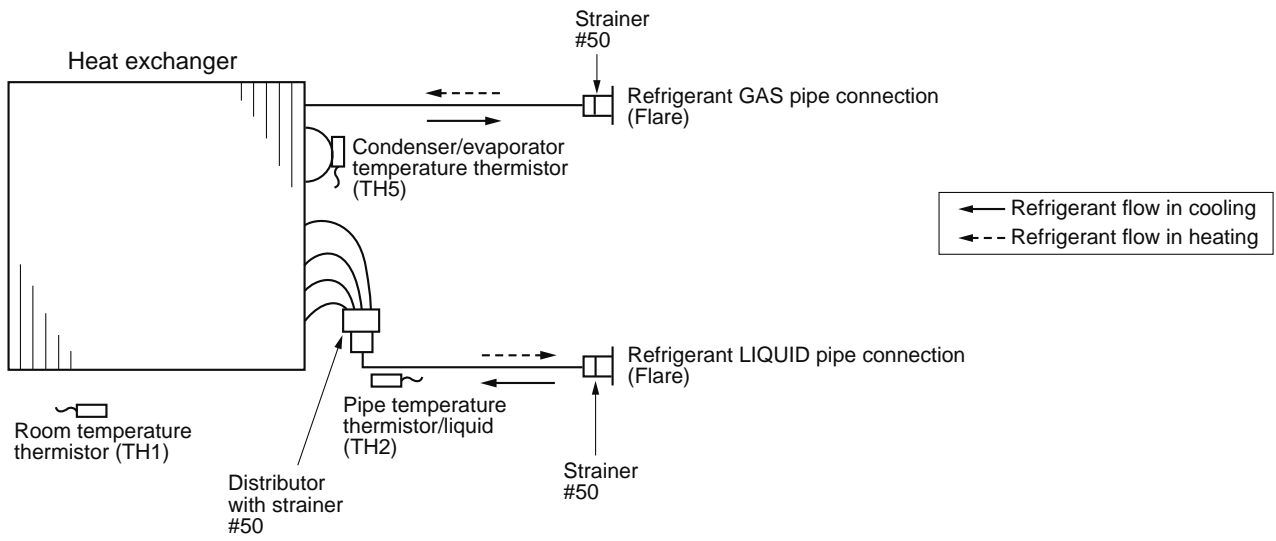 Strainer
#50
Heat exchanger
Refrigerant GAS pipe connection
(Flare)
Condenser/evaporator
temperature thermistor
(TH5)
Refrigerant flow in cooling
Refrigerant flow in heating
Refrigerant LIQUID pipe connection
(Flare)
Pipe temperature
thermistor/liquid
(TH2)
Room temperature
thermistor (TH1)
Distributor
with strainer
#50
Strainer
#50